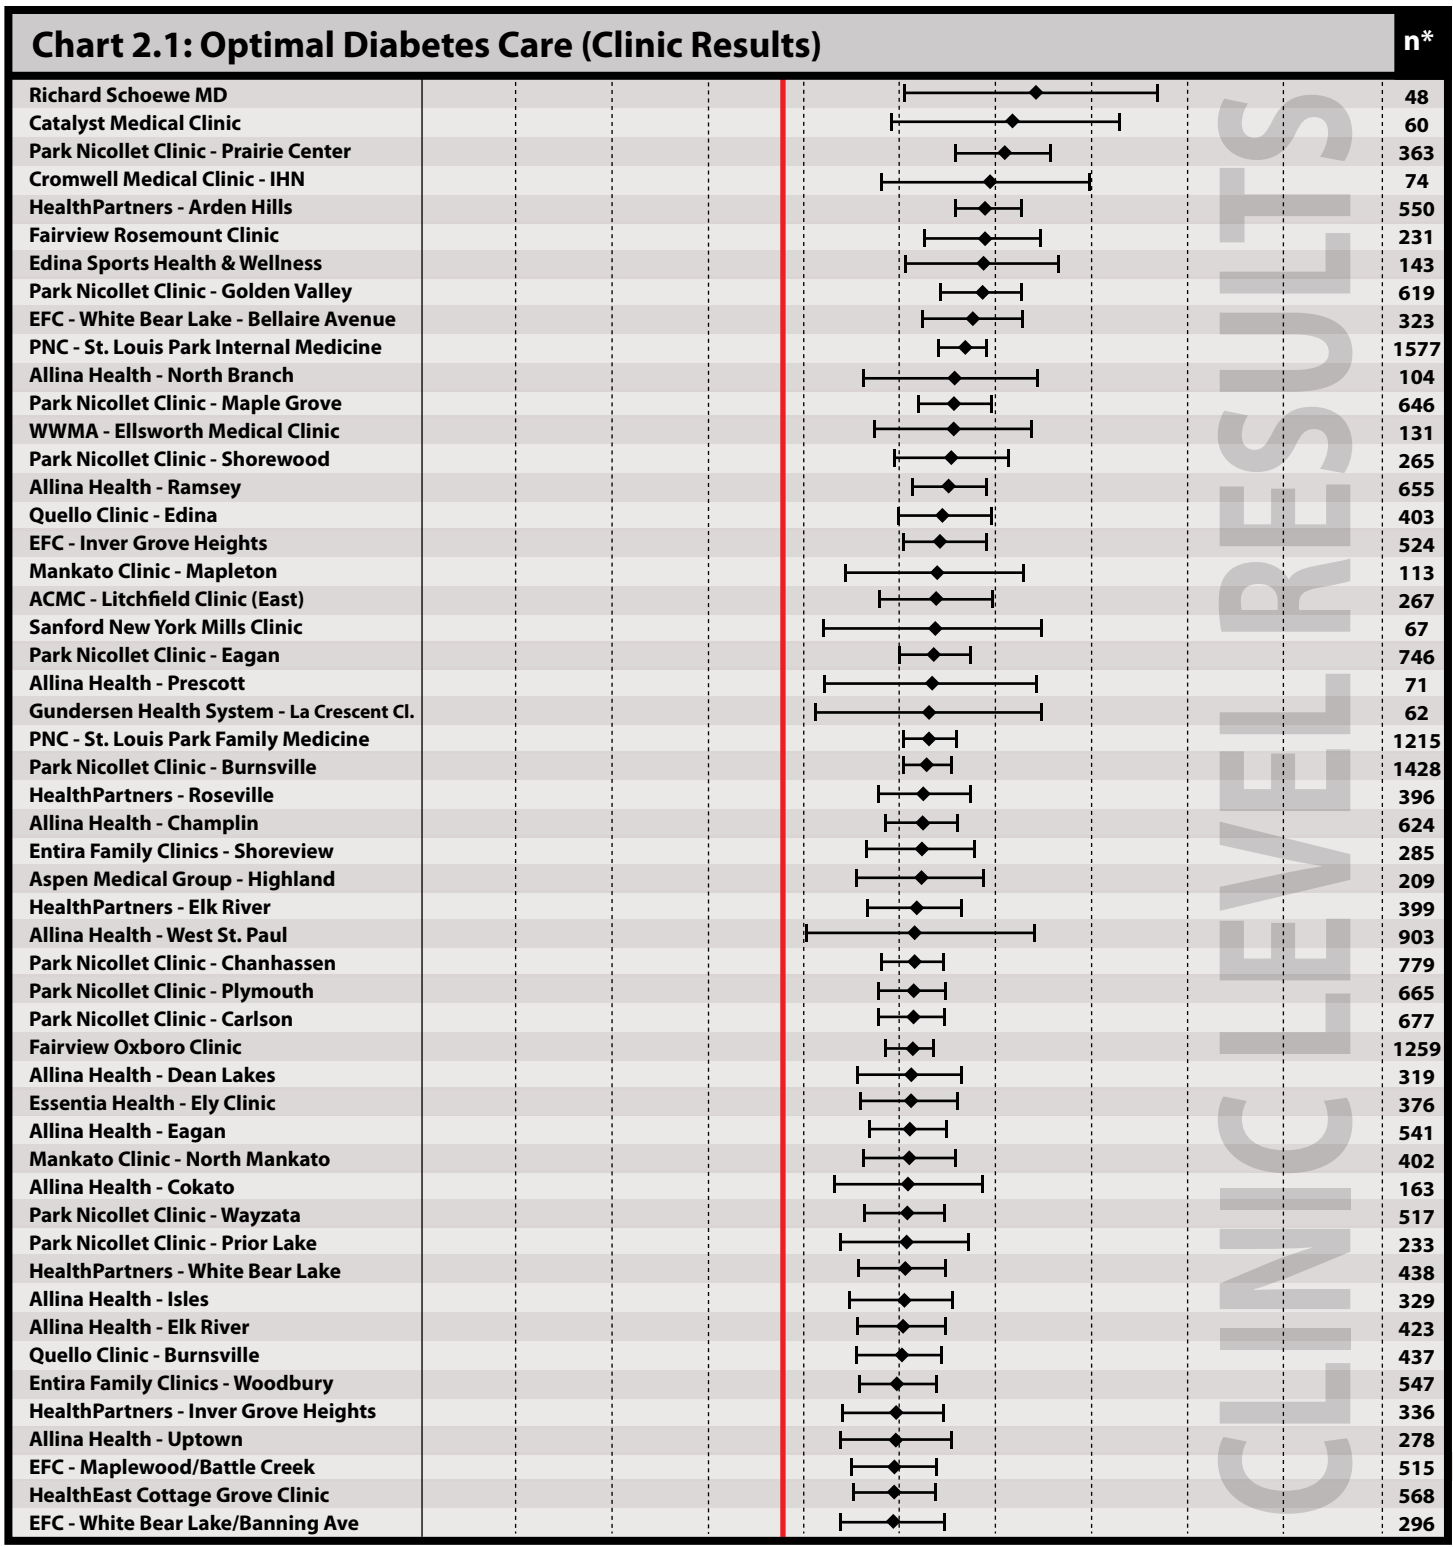 Chart 2.1: Optimal Diabetes Care (Clinic Results) n*
Richard Schoewe MD 48
Catalyst Medical Clinic 60
Park Nicollet Clinic - Prairie Center 363
Cromwell Medical Clinic - IHN 74
HealthPartners - Arden Hills 550
Fairview Rosemount Clinic 231
Edina Sports Health & Wellness 143
Park Nicollet Clinic - Golden Valley 619
EFC - White Bear Lake - Bellaire Avenue 323
PNC - St. Louis Park Internal Medicine 1577
Allina Health - North Branch 104
Park Nicollet Clinic - Maple Grove 646
WWMA - Ellsworth Medical Clinic 131
Park Nicollet Clinic - Shorewood 265
Allina Health - Ramsey 655
Quello Clinic - Edina 403
EFC - Inver Grove Heights 524
Mankato Clinic - Mapleton 113
ACMC - Litchfield Clinic (East) 267
Sanford New York Mills Clinic 67
Park Nicollet Clinic - Eagan 746
Allina Health - Prescott 71
Gundersen Health System - La Crescent Cl. 62
PNC - St. Louis Park Family Medicine 1215
Park Nicollet Clinic - Burnsville 1428
HealthPartners - Roseville 396
Allina Health - Champlin 624
Entira Family Clinics - Shoreview 285
Aspen Medical Group - Highland 209
HealthPartners - Elk River 399
Allina Health - West St. Paul 903
Park Nicollet Clinic - Chanhassen 779
Park Nicollet Clinic - Plymouth 665
Park Nicollet Clinic - Carlson 677
Fairview Oxboro Clinic 1259
Allina Health - Dean Lakes 319
Essentia Health - Ely Clinic 376
Allina Health - Eagan 541
Mankato Clinic - North Mankato 402
Allina Health - Cokato 163
Park Nicollet Clinic - Wayzata 517
Park Nicollet Clinic - Prior Lake 233
HealthPartners - White Bear Lake 438
Allina Health - Isles 329
Allina Health - Elk River 423
Quello Clinic - Burnsville 437
Entira Family Clinics - Woodbury 547
HealthPartners - Inver Grove Heights 336
Allina Health - Uptown 278
EFC - Maplewood/Battle Creek 515
HealthEast Cottage Grove Clinic 568
EFC - White Bear Lake/Banning Ave 296
CLINIC LEVEL RESULTS